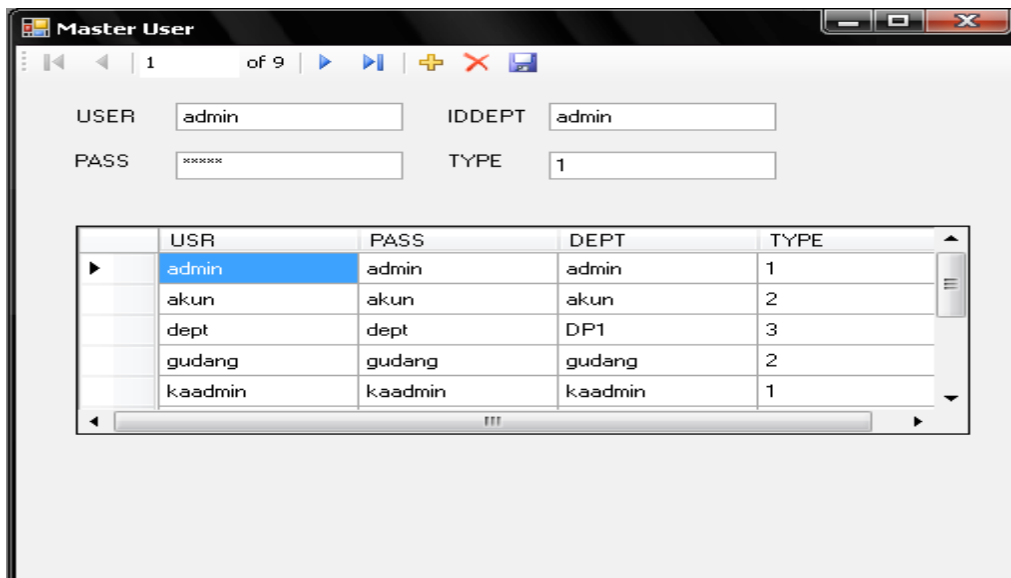 Master User
1 of 9
USER admin IDDEPT admin
PASS ***** TYPE 1
USR PASS DEPT TYPE
admin admin admin 1
akun akun akun 2
dept dept DP1 3
gudang gudang gudang 2
kaadmin kaadmin kaadmin 1